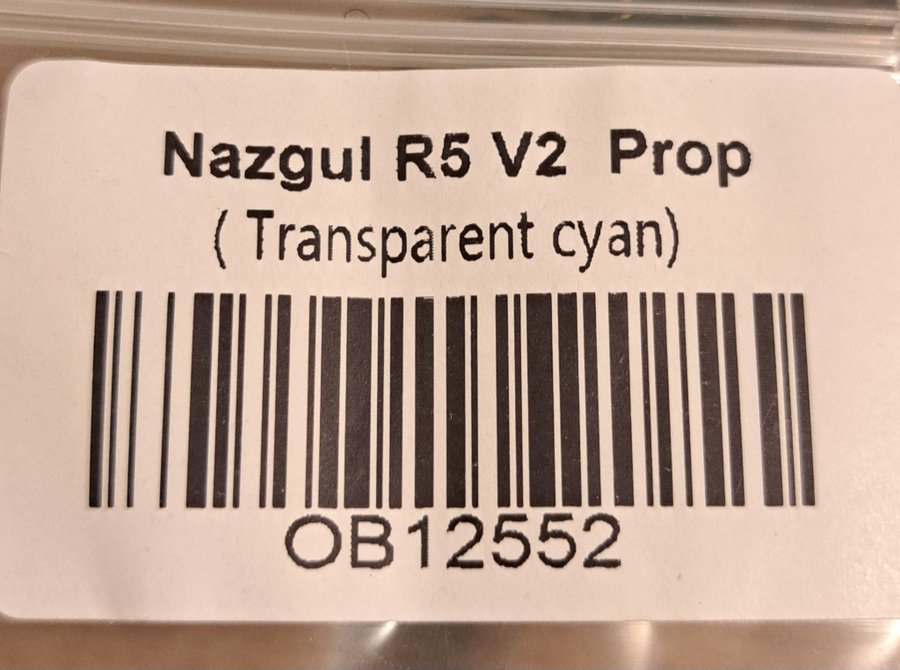 Nazgul R5 V2 Prop
( Transparent cyan)
OB12552